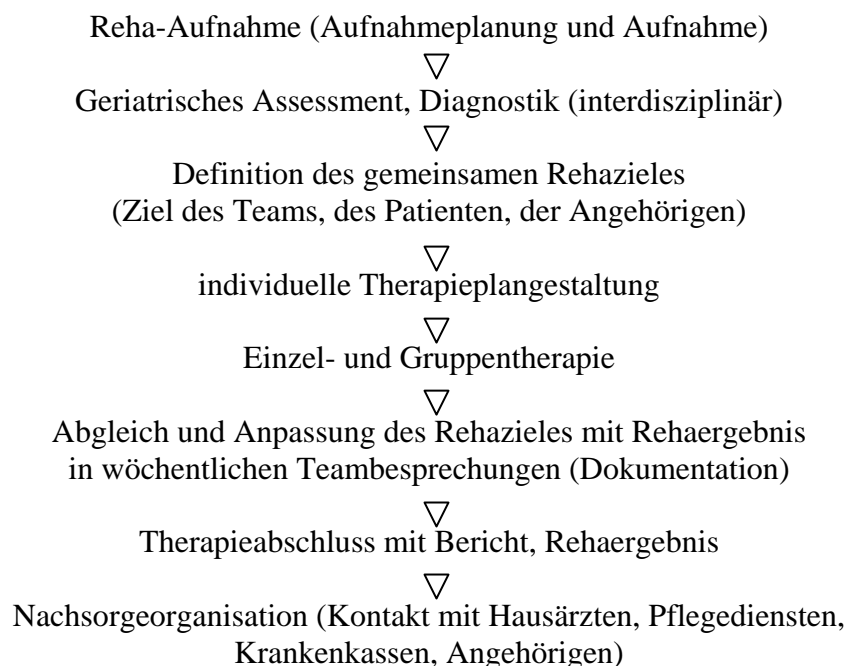 Reha-Aufnahme (Aufnahmeplanung und Aufnahme)
Geriatrisches Assessment, Diagnostik (interdisziplinär)
Definition des gemeinsamen Rehazieles
(Ziel des Teams, des Patienten, der Angehörigen)
individuelle Therapieplangestaltung
Einzel- und Gruppentherapie
Abgleich und Anpassung des Rehazieles mit Rehaergebnis
in wöchentlichen Teambesprechungen (Dokumentation)
Therapieabschluss mit Bericht, Rehaergebnis
Nachsorgeorganisation (Kontakt mit Hausärzten, Pflegediensten,
Krankenkassen, Angehörigen)